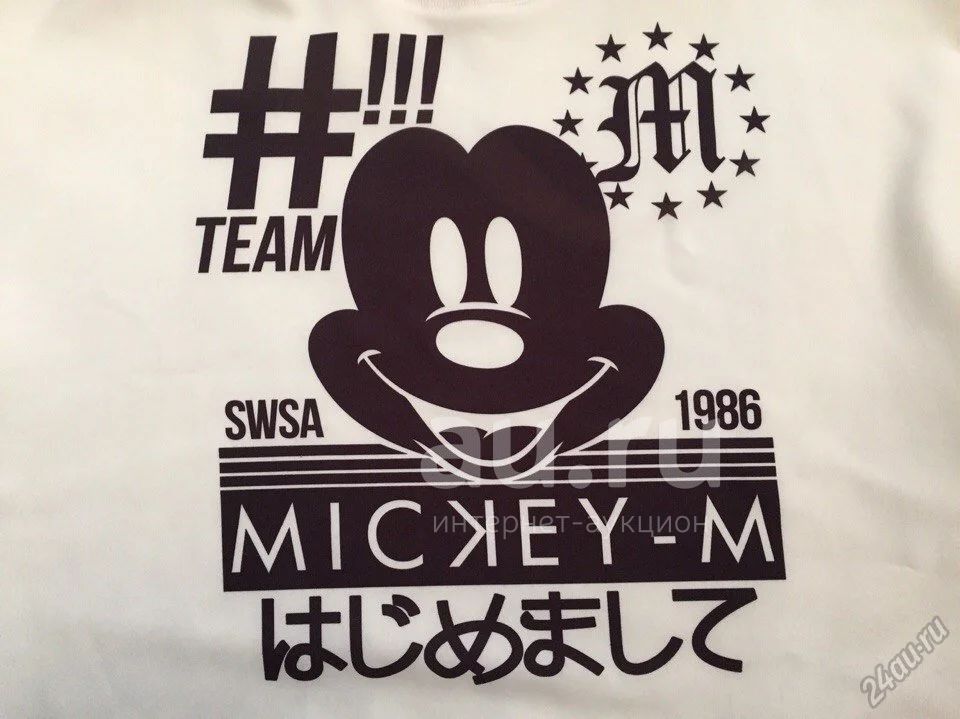 #!!!
TEAM
M
SWSA
1986
au.ru
интернет-аукцион
MICKEY-M
はじめまして
24au.ru